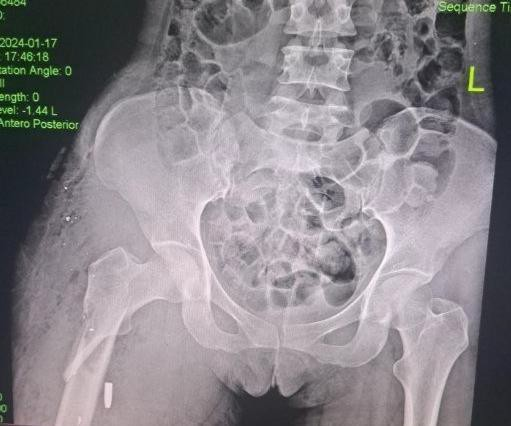 6484
Sequence Ti
2024-01-17
17:46:18
tation Angle: 0
ength: 0
evel: -1.44 L
Antero Posterior
L
0